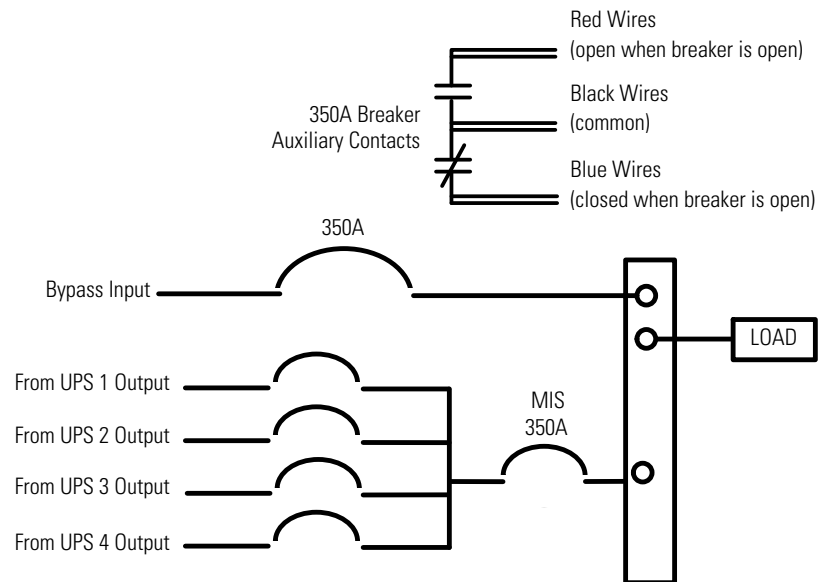 Red Wires
(open when breaker is open)
350A Breaker
Auxiliary Contacts
Black Wires
(common)
Blue Wires
(closed when breaker is open)
350A
Bypass Input
LOAD
From UPS 1 Output
MIS
350A
From UPS 2 Output
From UPS 3 Output
From UPS 4 Output